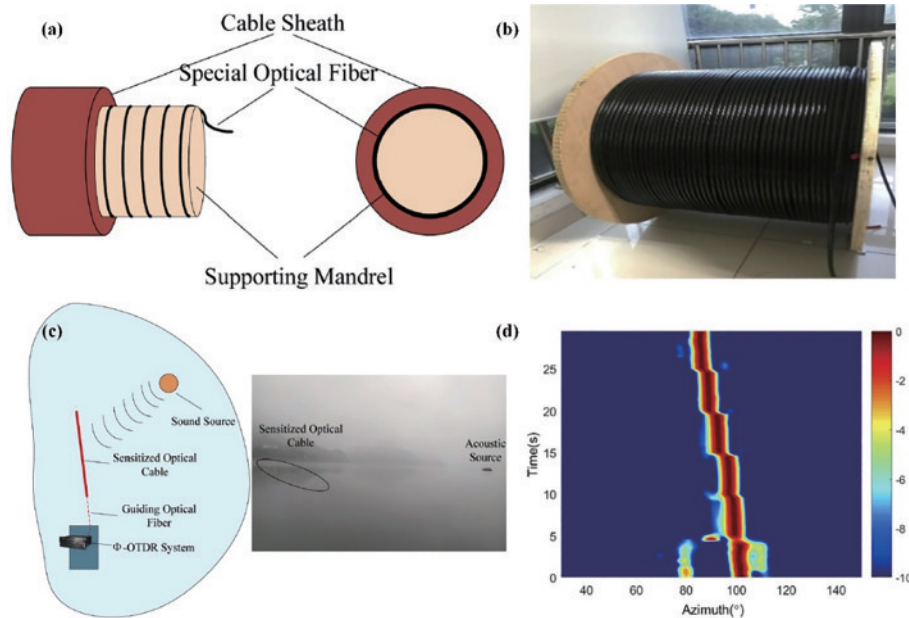 (a)
Cable Sheath
Special Optical Fiber
Supporting Mandrel
(b)
(c)
Sound Source
Sensitized Optical
Cable
Guiding Optical
Fiber
Φ-OTDR System
Sensitized Optical
Cable
Acoustic
Source
(d)
25
20
15
10
5
0
Time(s)
40
60
80
100
120
140
Azimuth(°)
0
-2
-4
-6
-8
-10